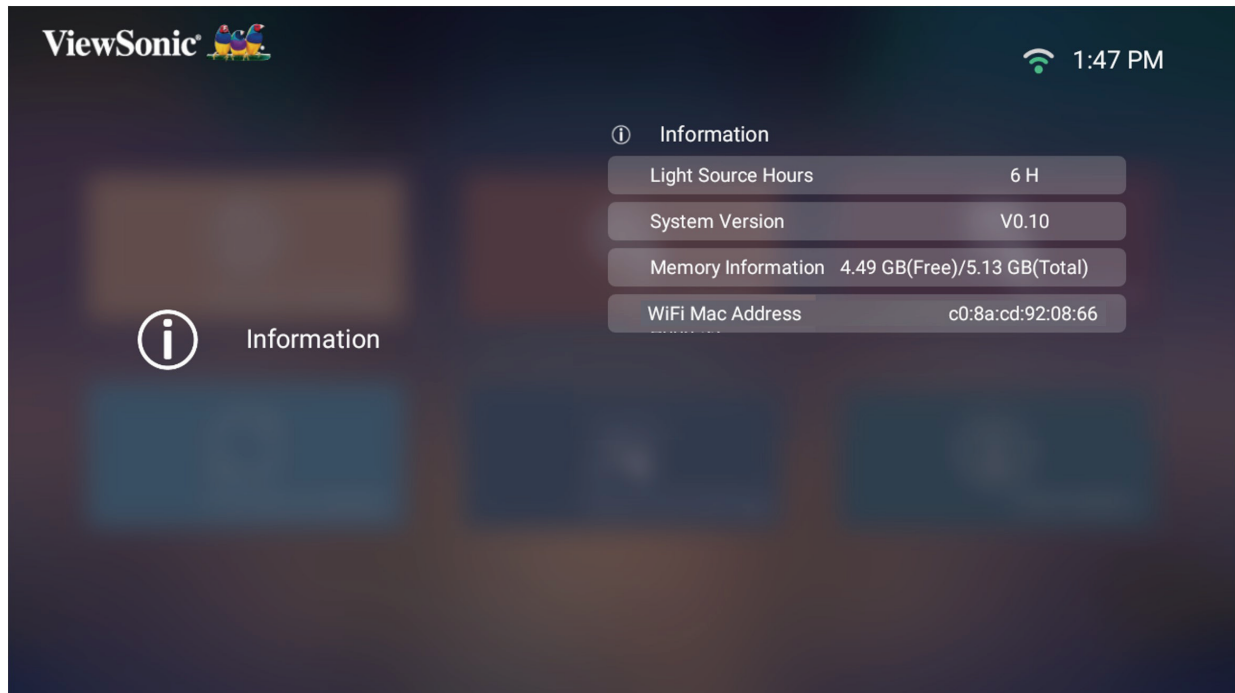 ViewSonic®
1:47 PM
Information
Light Source Hours 6 H
System Version V0.10
Memory Information 4.49 GB(Free)/5.13 GB(Total)
WiFi Mac Address c0:8a:cd:92:08:66
Information